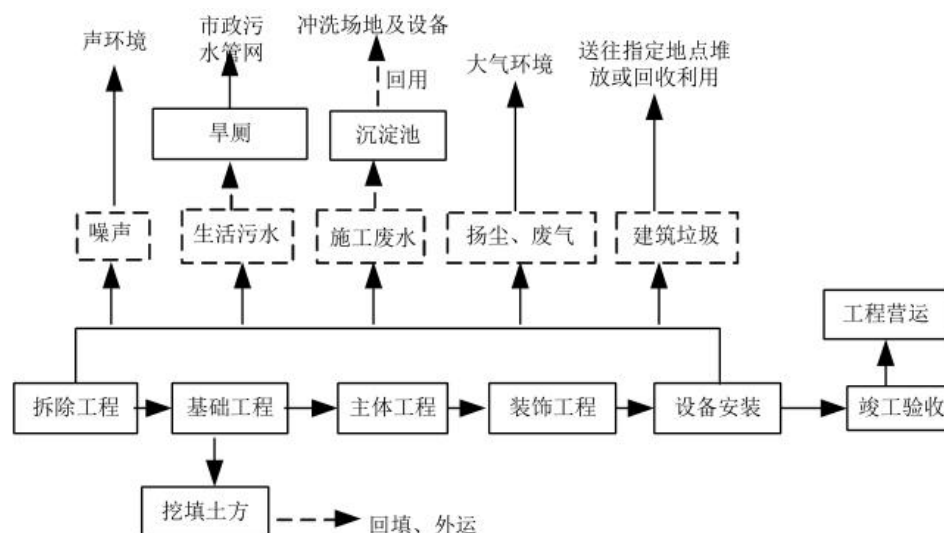 声环境
市政污
水管网
冲洗场地及设备
回用
大气环境
送往指定地点堆
放或回收利用
旱厕
沉淀池
噪声
生活污水
施工废水
扬尘、废气
建筑垃圾
工程营运
拆除工程
基础工程
主体工程
装饰工程
设备安装
竣工验收
挖填土方
回填、外运